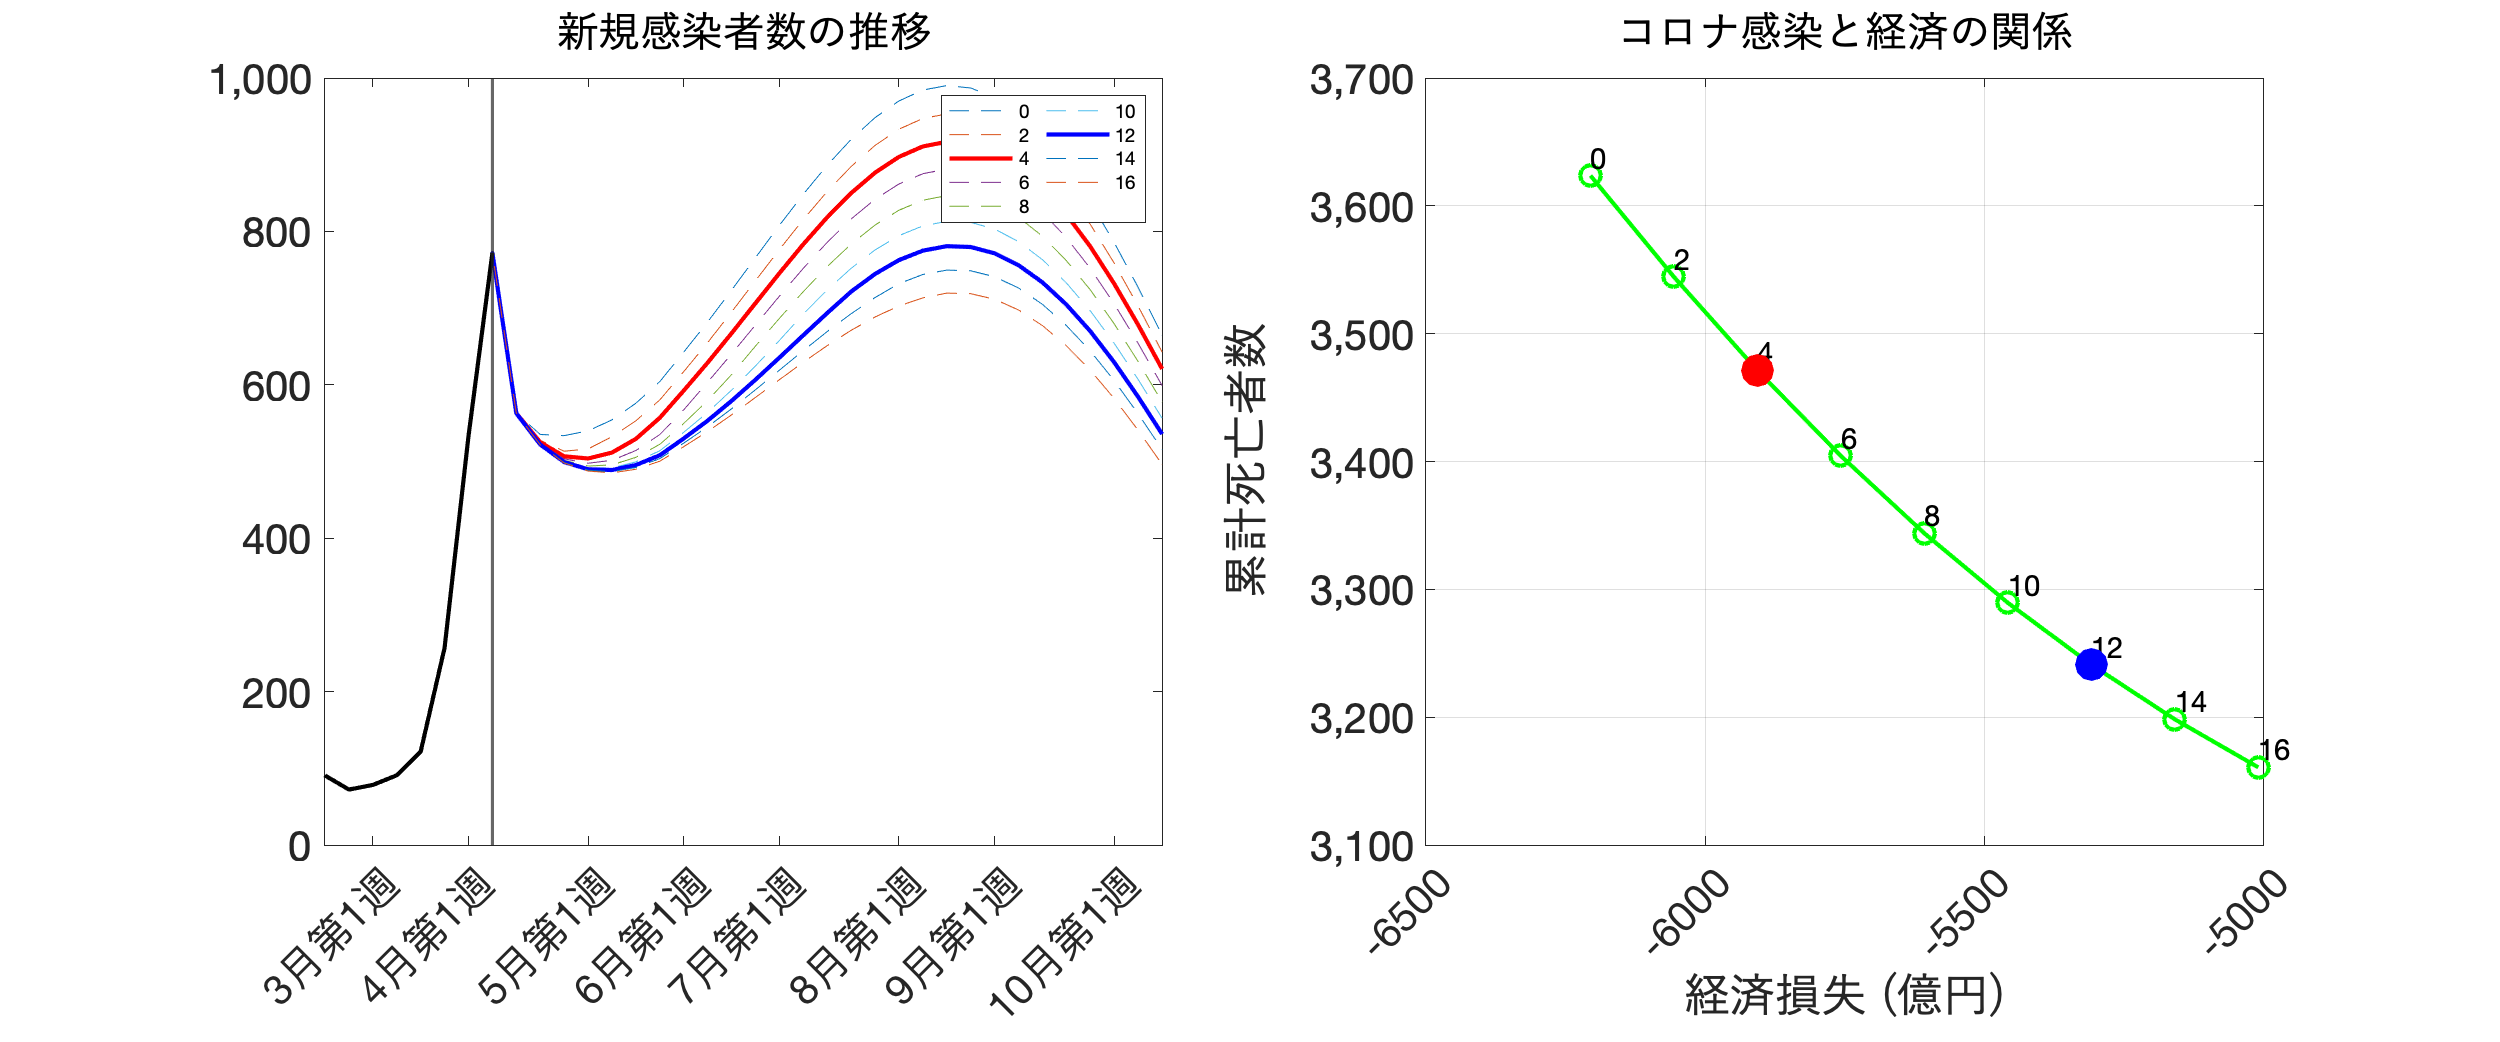 新規感染者数の推移
1,000
800
600
400
200
0
3月第1週
4月第1週
5月第1週
6月第1週
7月第1週
8月第1週
9月第1週
10月第1週
0
2
4
6
8
10
12
14
16
コロナ感染と経済の関係
累計死亡者数
3,700
3,600
3,500
3,400
3,300
3,200
3,100
0
2
4
6
8
10
12
14
16
-6500
-6000
-5500
-5000
経済損失 (億円)